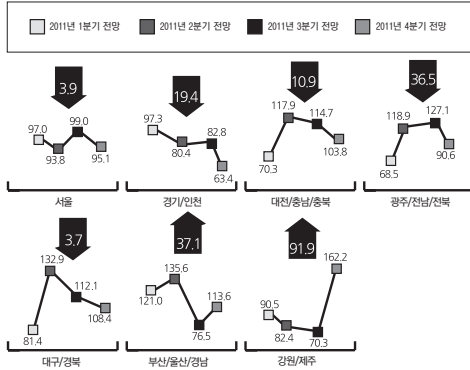 2011년 1분기 전망 2011년 2분기 전망 2011년 3분기 전망 2011년 4분기 전망
3.9 19.4 10.9 36.5
97.0 93.8 99.0 95.1
97.3 80.4 82.8 63.4
70.3 117.9 114.7 103.8
68.5 118.9 127.1 90.6
서울 경기/인천 대전/충남/충북 광주/전남/전북
3.7 37.1 91.9
81.4 132.9 112.1 108.4
121.0 135.6 76.5 113.6
90.5 82.4 70.3 162.2
대구/경북 부산/울산/경남 강원/제주